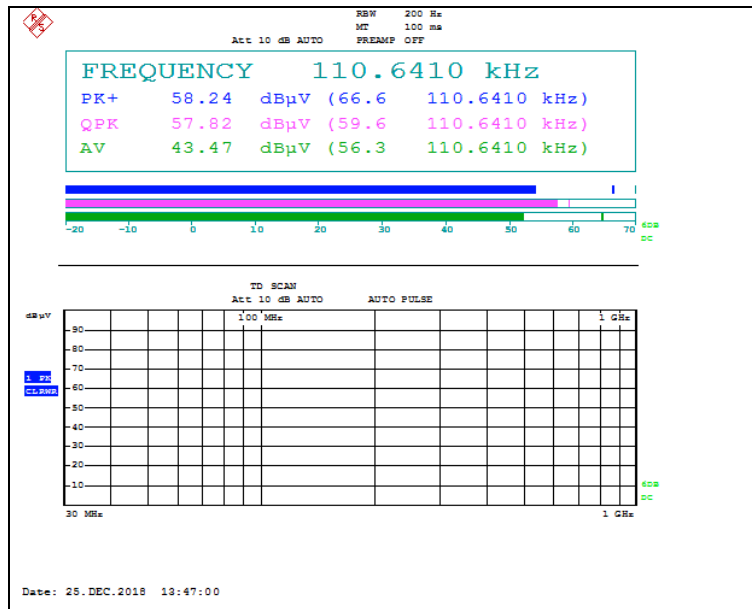 R S
RBW 200 Hz
MT 100 ms
Att 10 dB AUTO PREAMP OFF
FREQUENCY 110.6410 kHz
PK+ 58.24 dBµV (66.6 110.6410 kHz)
QPK 57.82 dBµV (59.6 110.6410 kHz)
AV 43.47 dBµV (56.3 110.6410 kHz)
-20 -10 0 10 20 30 40 50 60 70
6DB
DC
TD SCAN
Att 10 dB AUTO AUTO PULSE
dBµV
100 MHz 1 GHz
90
80
70
1 PK
CLRWR
60
50
40
30
20
10
6DB
DC
30 MHz 1 GHz
Date: 25.DEC.2018 13:47:00